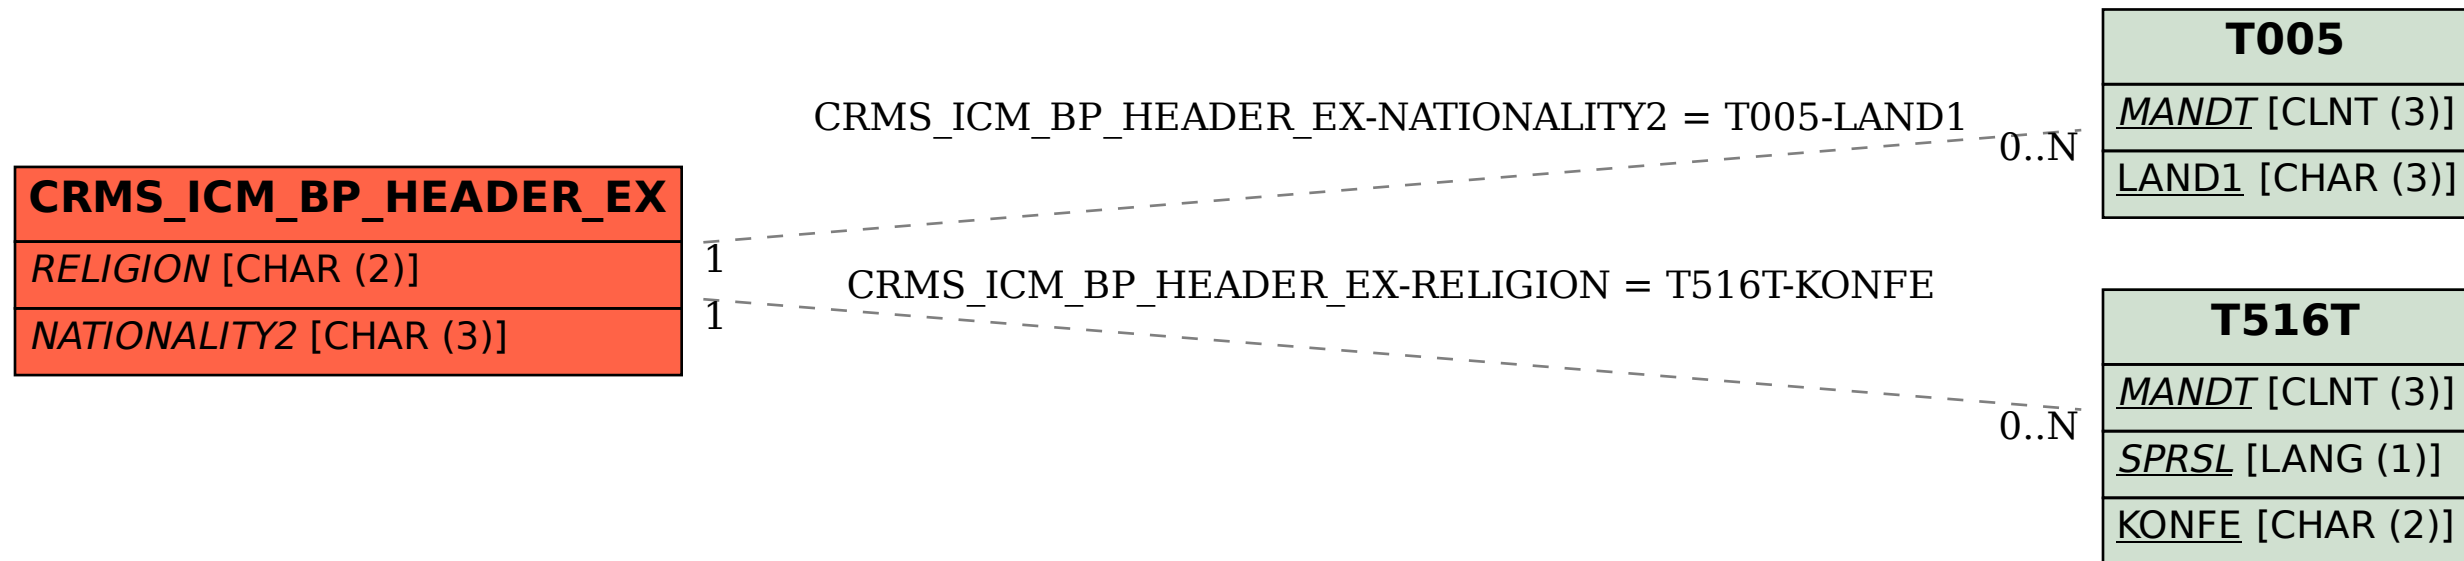 CRMS_ICM_BP_HEADER_EX
RELIGION [CHAR (2)]
NATIONALITY2 [CHAR (3)]
CRMS_ICM_BP_HEADER_EX-NATIONALITY2 = T005-LAND1
0..N
1
CRMS_ICM_BP_HEADER_EX-RELIGION = T516T-KONFE
1
0..N
T005
MANDT [CLNT (3)]
LAND1 [CHAR (3)]
T516T
MANDT [CLNT (3)]
SPRSL [LANG (1)]
KONFE [CHAR (2)]